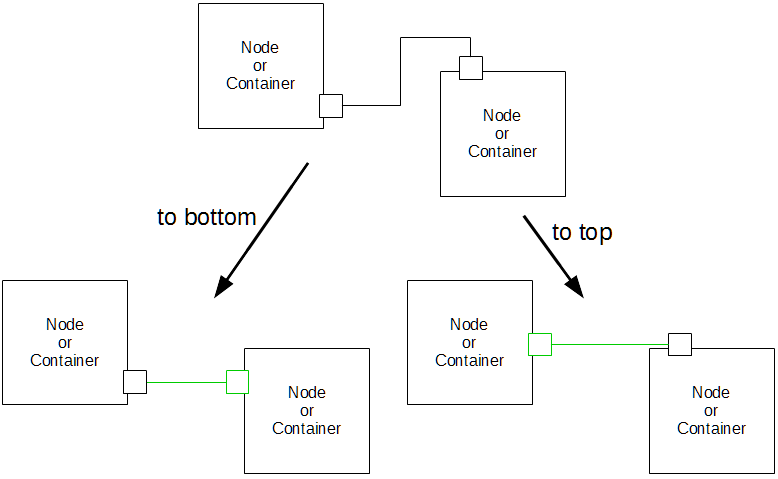 Node
or
Container
Node
or
Container
to bottom
to top
Node
or
Container
Node
or
Container
Node
or
Container
Node
or
Container